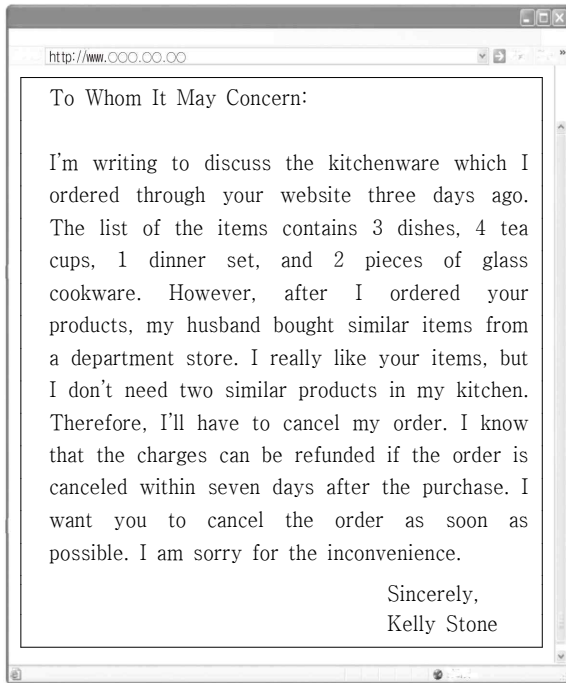 http://www.○○○.○○.○○
To Whom It May Concern:
I'm writing to discuss the kitchenware which I
ordered through your website three days ago.
The list of the items contains 3 dishes, 4 tea
cups, 1 dinner set, and 2 pieces of glass
cookware. However, after I ordered your
products, my husband bought similar items from
a department store. I really like your items, but
I don't need two similar products in my kitchen.
Therefore, I'll have to cancel my order. I know
that the charges can be refunded if the order is
canceled within seven days after the purchase. I
want you to cancel the order as soon as
possible. I am sorry for the inconvenience.
Sincerely,
Kelly Stone